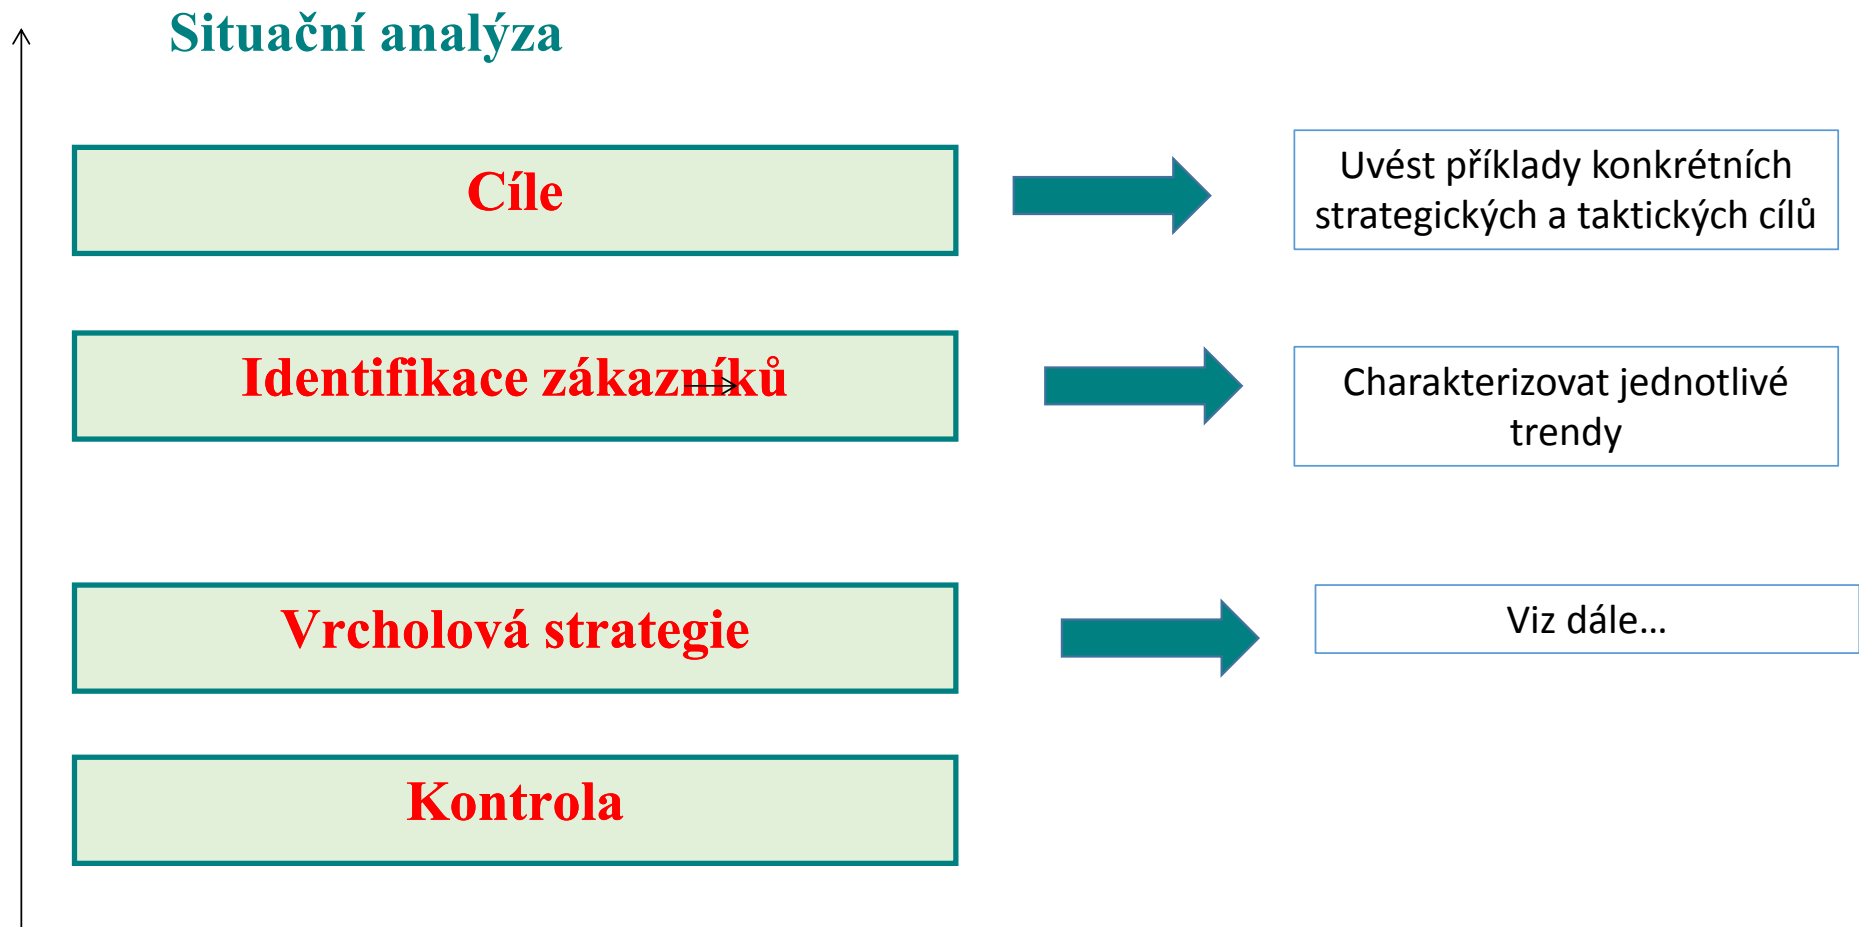 Situační analýza
Cíle
Uvést příklady konkrétních
strategických a taktických cílů
Identifikace zákazníků
Charakterizovat jednotlivé
trendy
Vrcholová strategie
Viz dále…
Kontrola